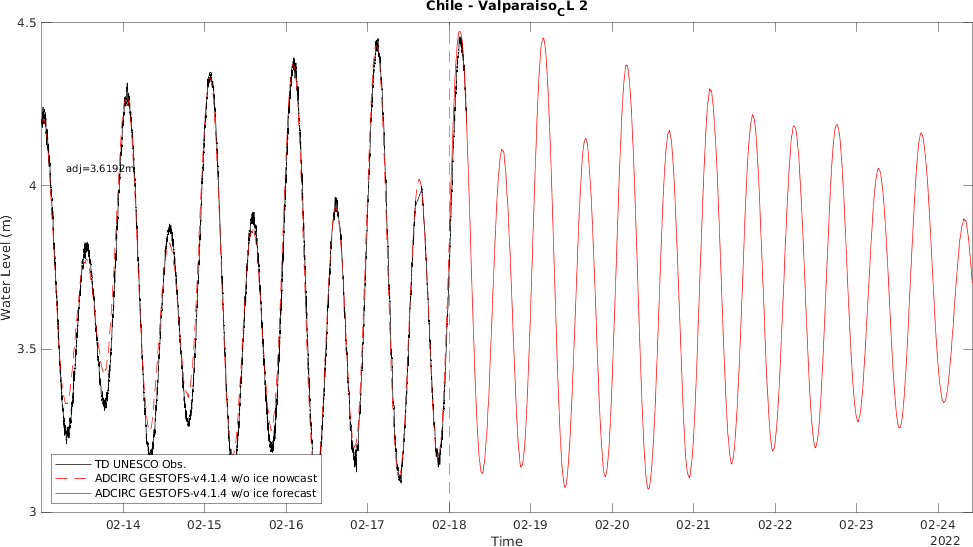 Chile - Valparaiso_CL 2
4.5
adj=3.6192m
4
Water Level (m)
3.5
TD UNESCO Obs.
ADCIRC GESTOFS-v4.1.4 w/o ice nowcast
ADCIRC GESTOFS-v4.1.4 w/o ice forecast
3
02-14 02-15 02-16 02-17 02-18 02-19 02-20 02-21 02-22 02-23 02-24
Time 2022